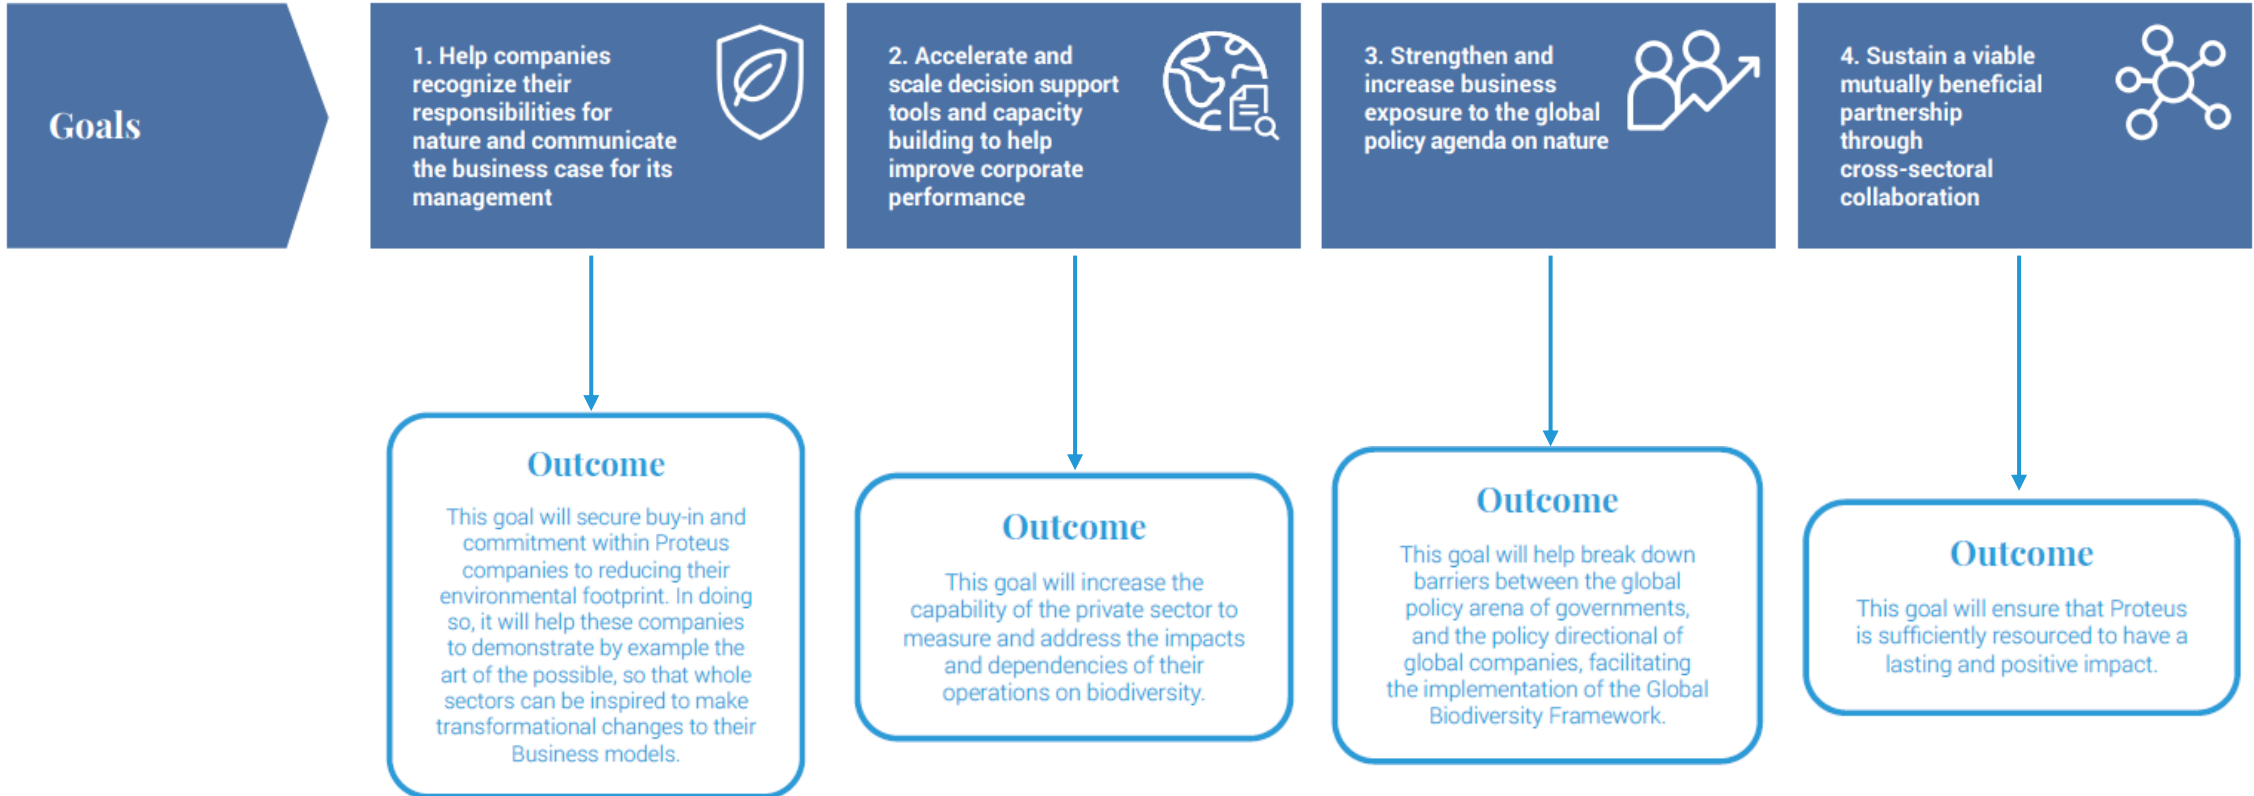 Goals
1. Help companies
recognize their
responsibilities for
nature and communicate
the business case for its
management
2. Accelerate and
scale decision support
tools and capacity
building to help
improve corporate
performance
3. Strengthen and
increase business
exposure to the global
policy agenda on nature
4. Sustain a viable
mutually beneficial
partnership
through
cross-sectoral
collaboration
Outcome
This goal will secure buy-in and
commitment within Proteus
companies to reducing their
environmental footprint. In doing
so, it will help these companies
to demonstrate by example the
art of the possible, so that whole
sectors can be inspired to make
transformational changes to their
Business models.
Outcome
This goal will increase the
capability of the private sector to
measure and address the impacts
and dependencies of their
operations on biodiversity.
Outcome
This goal will help break down
barriers between the global
policy arena of governments,
and the policy directional of
global companies, facilitating
the implementation of the Global
Biodiversity Framework.
Outcome
This goal will ensure that Proteus
is sufficiently resourced to have a
lasting and positive impact.